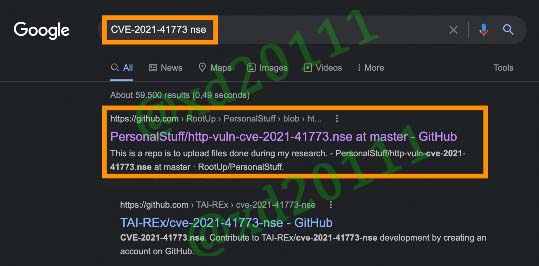 Google
CVE-2021-41773 nse
All News Maps Images Videos More Tools
About 59.500 results (0,49 seconds)
https://github.com › RootUp › PersonalStuff › blob › ht...
PersonalStuff/http-vuln-cve-2021-41773.nse at master - GitHub
This is a repo is to upload files done during my research. - PersonalStuff/http-vuln-cve-2021-
41773.nse at master · RootUp/PersonalStuff.
https://github.com › TAI-REx › cve-2021-41773-nse
TAI-REx/cve-2021-41773-nse - GitHub
CVE-2021-41773.nse. Contribute to TAI-REx/cve-2021-41773-nse development by creating an
account on GitHub.
@xd20111
@xd20111